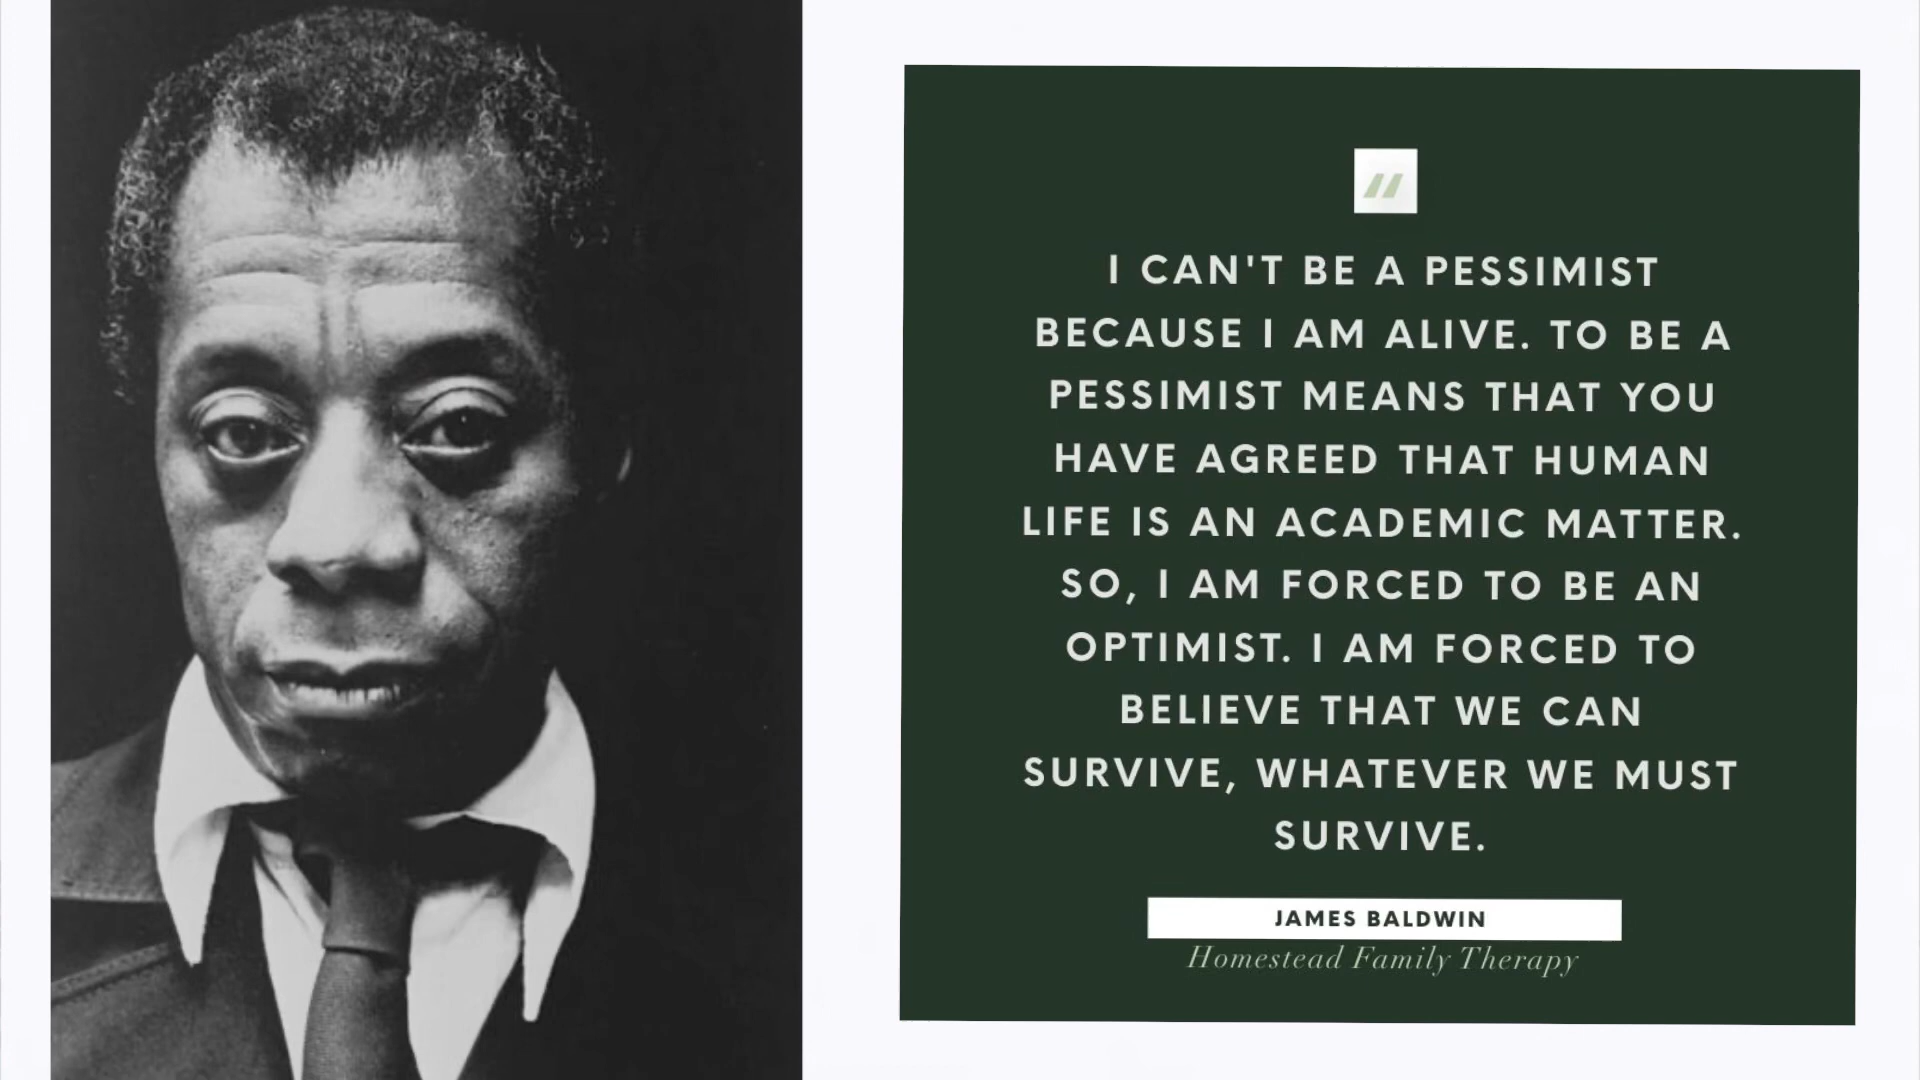 "
I CAN'T BE A PESSIMIST
BECAUSE I AM ALIVE. TO BE A
PESSIMIST MEANS THAT YOU
HAVE AGREED THAT HUMAN
LIFE IS AN ACADEMIC MATTER.
SO, I AM FORCED TO BE AN
OPTIMIST. I AM FORCED TO
BELIEVE THAT WE CAN
SURVIVE, WHATEVER WE MUST
SURVIVE.
JAMES BALDWIN
Homestead Family Therapy